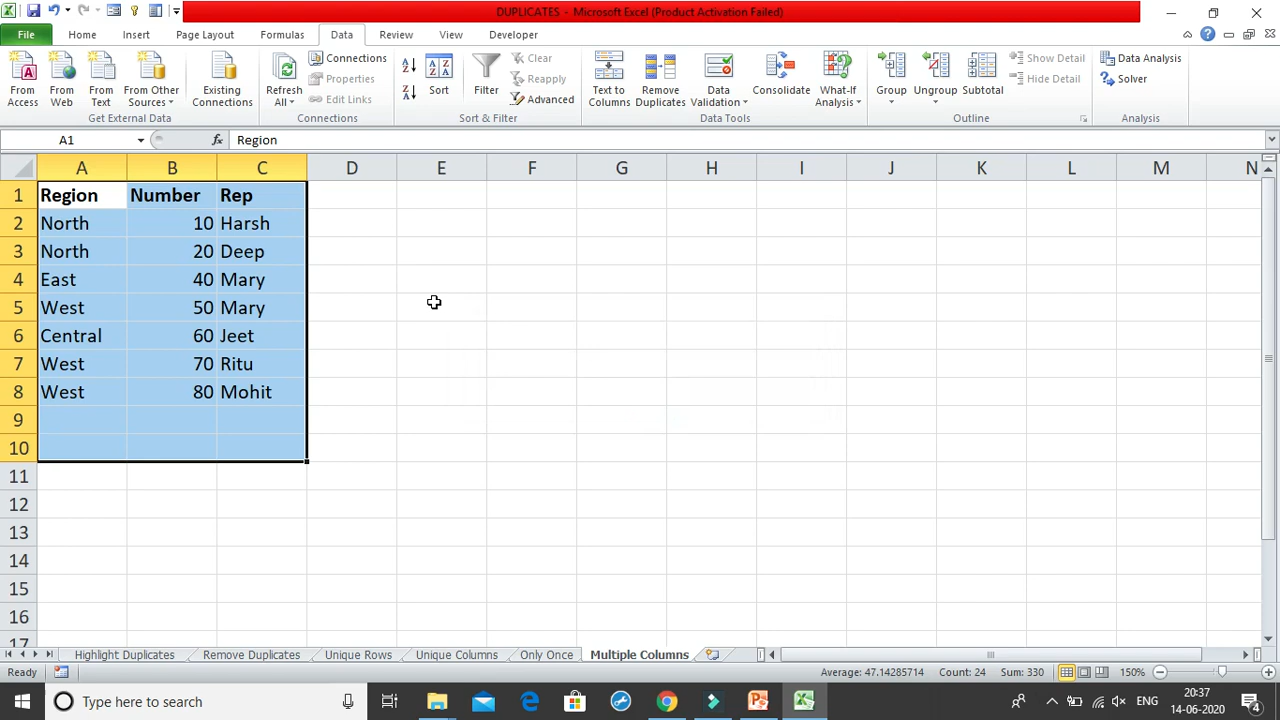 DUPLICATES - Microsoft Excel (Product Activation Failed)
File Home Insert Page Layout Formulas Data Review View Developer
From Access
From Web
From Text
From Other Sources
Get External Data
Existing Connections
Refresh All
Connections
Properties
Edit Links
Connections
Sort
Filter
Clear
Reapply
Advanced
Sort & Filter
Text to Columns
Remove Duplicates
Data Validation
Consolidate
What-If Analysis
Data Tools
Group
Ungroup
Subtotal
Show Detail
Hide Detail
Outline
Data Analysis
Solver
Analysis
A1 fx Region
A B C D E F G H I J K L M N
1 Region Number Rep
2 North 10 Harsh
3 North 20 Deep
4 East 40 Mary
5 West 50 Mary
6 Central 60 Jeet
7 West 70 Ritu
8 West 80 Mohit
9
10
11
12
13
14
15
16
17
Highlight Duplicates Remove Duplicates Unique Rows Unique Columns Only Once Multiple Columns
Ready Average: 47.14285714 Count: 24 Sum: 330 150%
Type here to search
ENG
20:37
14-06-2020
4